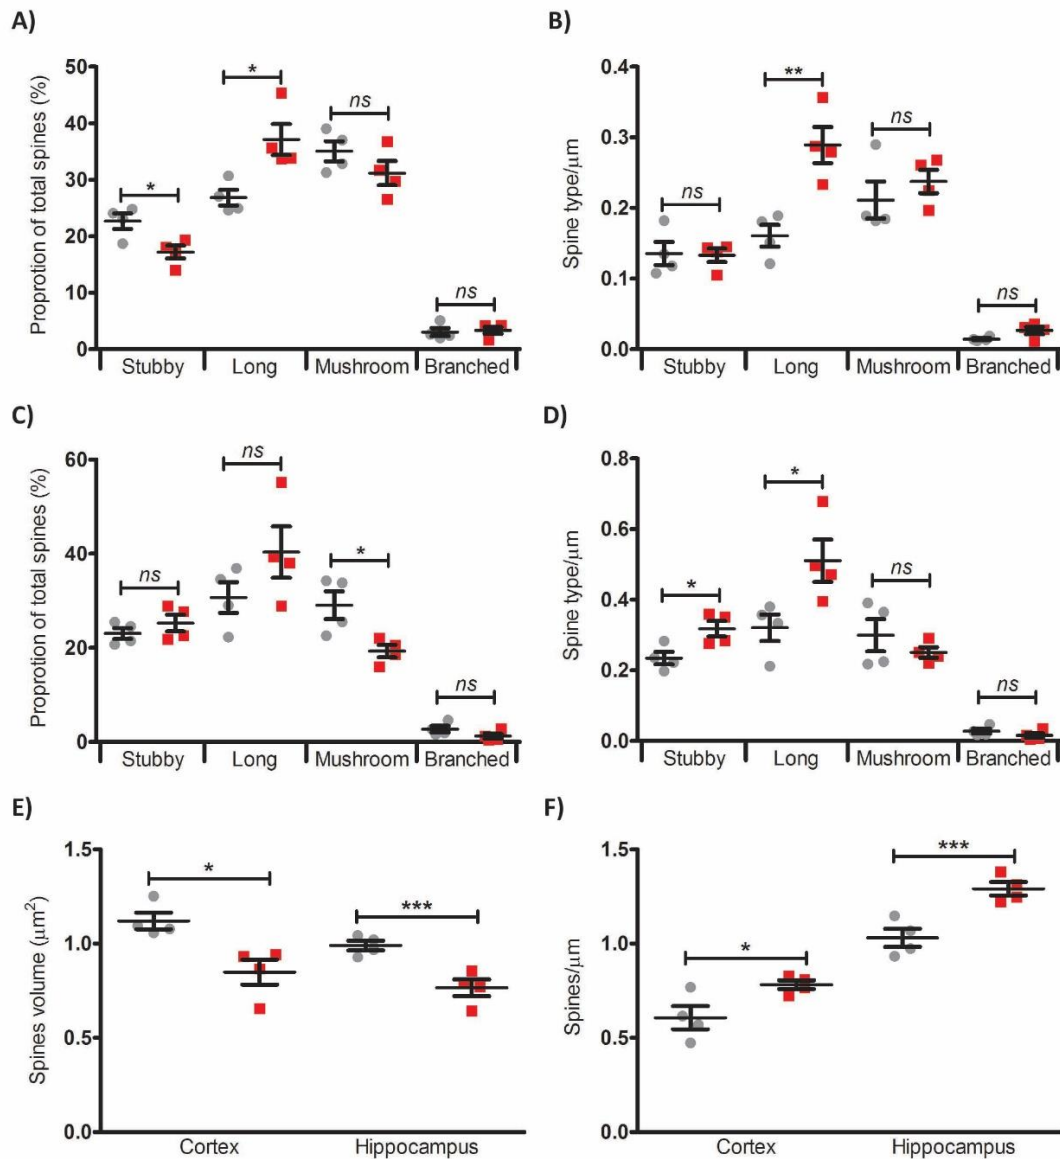 A)
B)
Proprotion of total spines (%)
50
40
30
20
10
0
*
*
ns
ns
Stubby
Long
Mushroom
Branched
Spine type/µm
0.4
0.3
0.2
0.1
0.0
ns
**
ns
ns
Stubby
Long
Mushroom
Branched
C)
D)
Proprotion of total spines (%)
60
40
20
0
ns
ns
*
ns
Stubby
Long
Mushroom
Branched
Spine type/µm
0.8
0.6
0.4
0.2
0.0
*
*
ns
ns
Stubby
Long
Mushroom
Branched
E)
F)
Spines volume (µm²)
1.5
1.0
0.5
0.0
*
***
Cortex
Hippocampus
Spines/µm
1.5
1.0
0.5
0.0
*
***
Cortex
Hippocampus